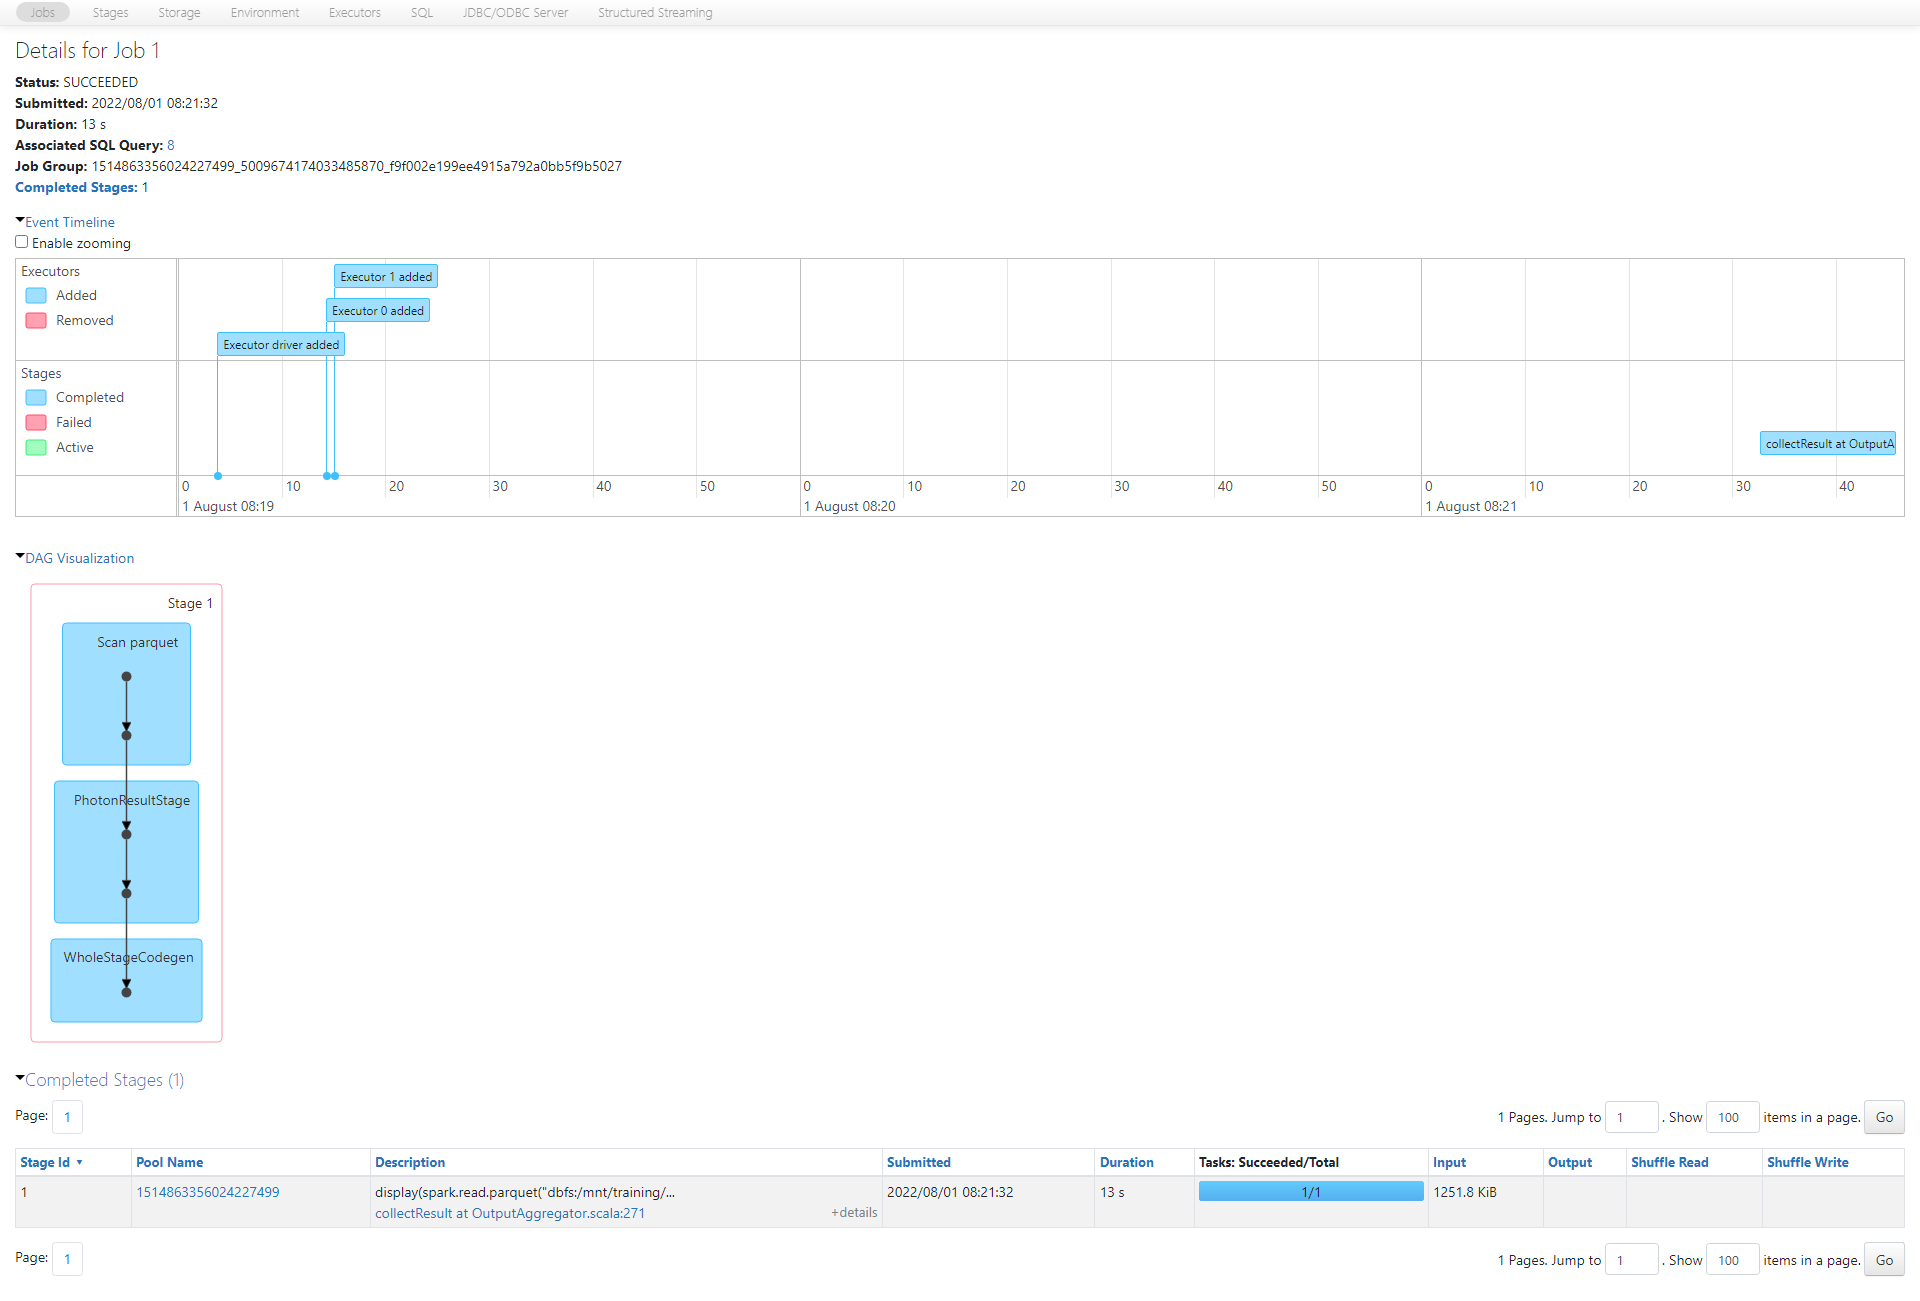 Jobs Stages Storage Environment Executors SQL JDBC/ODBC Server Structured Streaming
Details for Job 1
Status: SUCCEEDED
Submitted: 2022/08/01 08:21:32
Duration: 13 s
Associated SQL Query: 8
Job Group: 1514863356024227499_5009674174033485870_f9f002e199ee4915a792a0bb5f9b5027
Completed Stages: 1
Event Timeline
Enable zooming
Executors
Added
Removed
Executor 1 added
Executor 0 added
Executor driver added
Stages
Completed
Failed
Active
collectResult at OutputA
0 10 20 30 40 50 0 10 20 30 40 50 0 10 20 30 40
1 August 08:19 1 August 08:20 1 August 08:21
DAG Visualization
Stage 1
Scan parquet
PhotonResultStage
WholeStageCodegen
Completed Stages (1)
Page: 1 1 Pages. Jump to 1 . Show 100 items in a page. Go
Stage Id ▾ Pool Name Description Submitted Duration Tasks: Succeeded/Total Input Output Shuffle Read Shuffle Write
1 1514863356024227499 display(spark.read.parquet("dbfs:/mnt/training/... 2022/08/01 08:21:32 13 s 1/1 1251.8 KiB
collectResult at OutputAggregator.scala:271 +details
Page: 1 1 Pages. Jump to 1 . Show 100 items in a page. Go